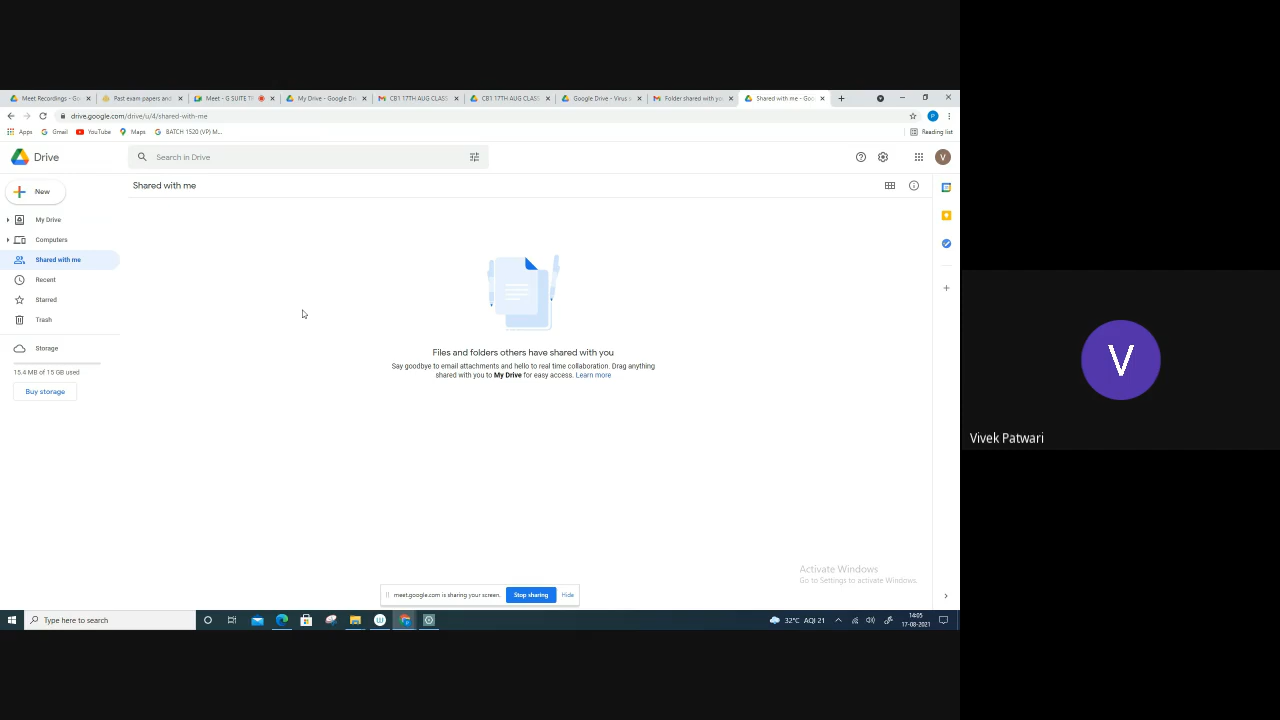 Meet Recordings - Go
Past exam papers and
Meet - G SUITE TR
My Drive - Google Dri
CB1 17TH AUG CLASS
CB1 17TH AUG CLASS
Google Drive - Virus s
Folder shared with yo
Shared with me - Goo
drive.google.com/drive/u/4/shared-with-me
P
Apps
Gmail
YouTube
Maps
BATCH 1520 (VP) M...
Reading list
Drive
Search in Drive
V
New
Shared with me
My Drive
Computers
Shared with me
Recent
Starred
Trash
Storage
15.4 MB of 15 GB used
Buy storage
Files and folders others have shared with you
Say goodbye to email attachments and hello to real time collaboration. Drag anything
shared with you to My Drive for easy access. Learn more
V
Vivek Patwari
Activate Windows
Go to Settings to activate Windows.
meet.google.com is sharing your screen.
Stop sharing
Hide
Type here to search
32°C AQI 21
14:05
17-08-2021